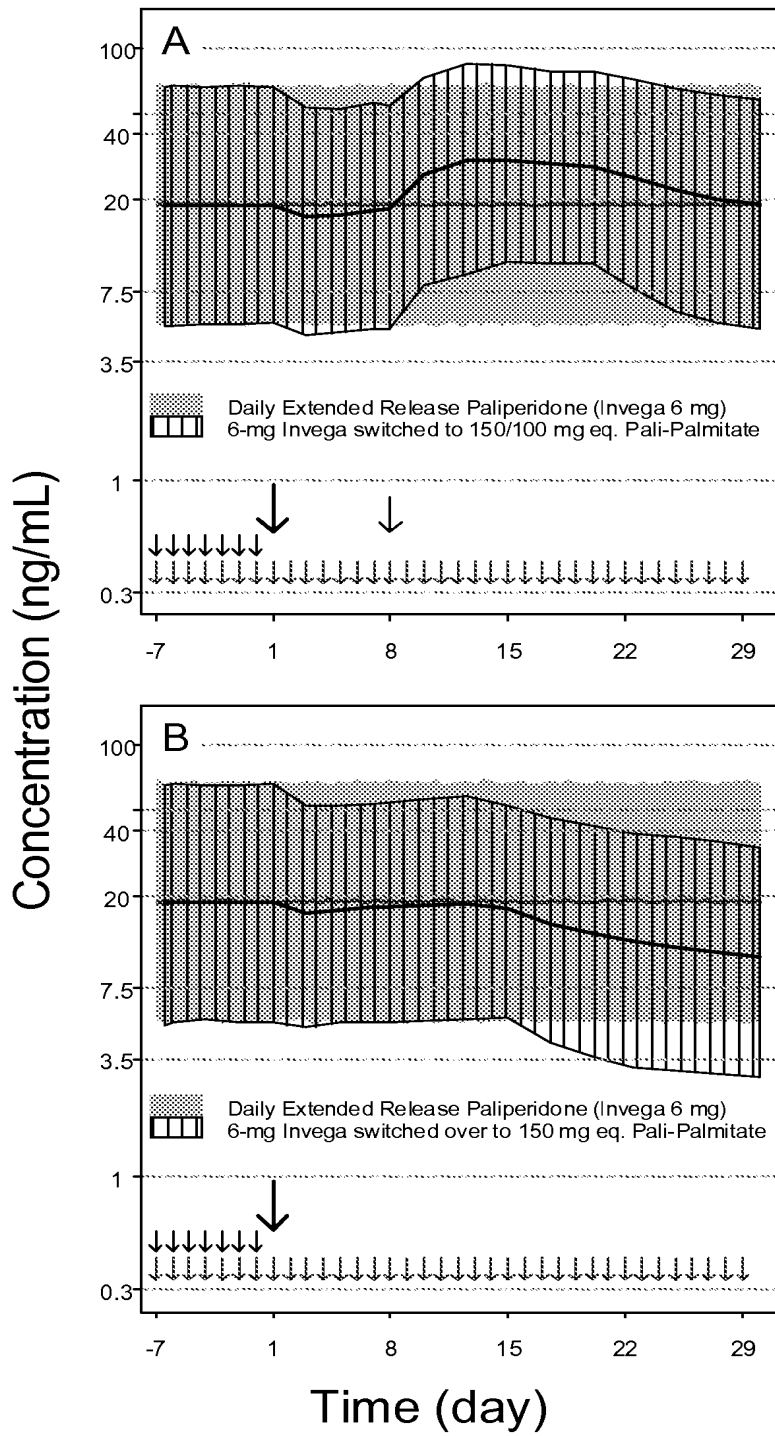 Concentration (ng/mL)
A
100
40
20
7.5
3.5
Daily Extended Release Paliperidone (Invega 6 mg)
6-mg Invega switched to 150/100 mg eq. Pali-Palmitate
1
0.3
-7 1 8 15 22 29
B
100
40
20
7.5
3.5
Daily Extended Release Paliperidone (Invega 6 mg)
6-mg Invega switched over to 150 mg eq. Pali-Palmitate
1
0.3
-7 1 8 15 22 29
Time (day)